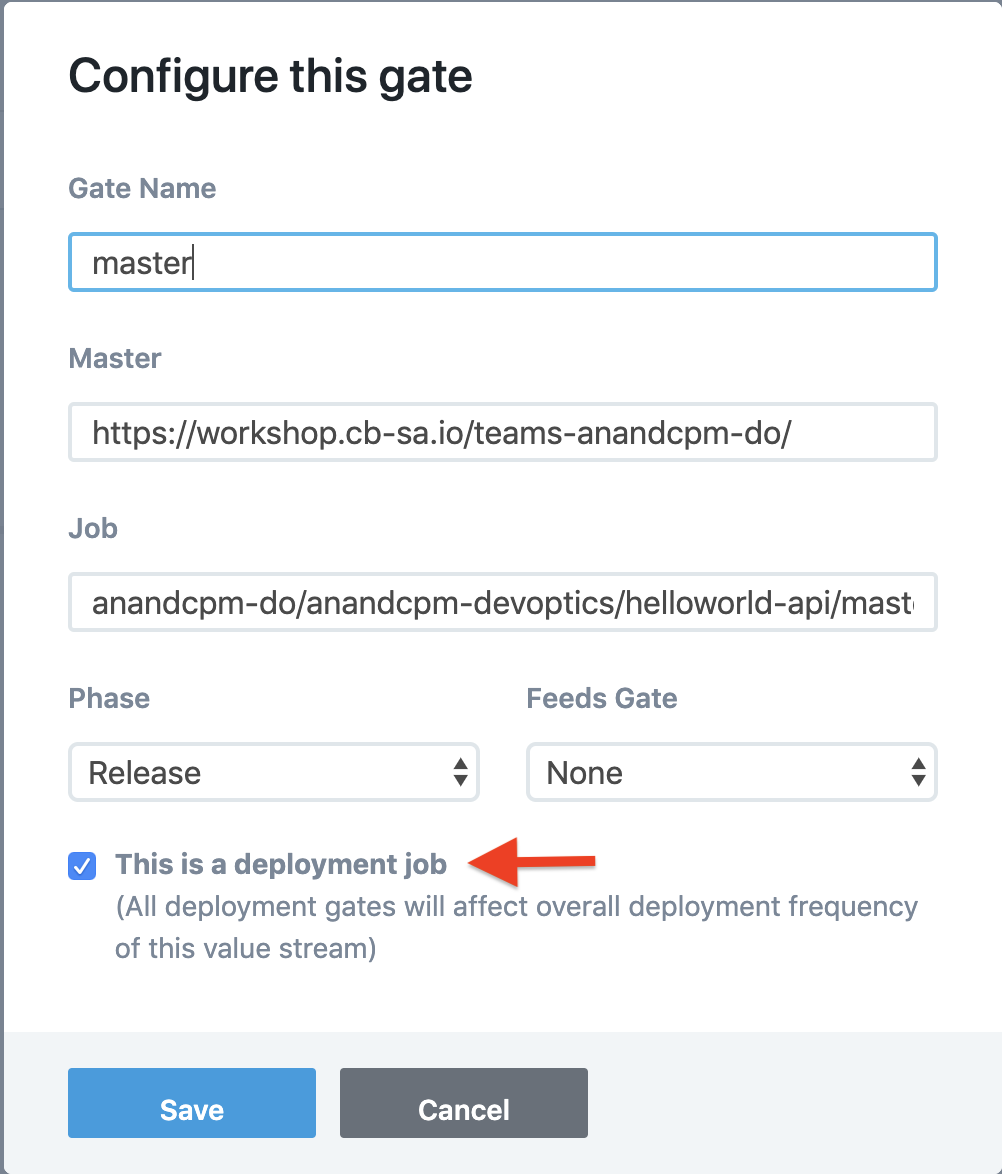 Configure this gate
Gate Name
master
Master
https://workshop.cb-sa.io/teams-anandcpm-do/
Job
anandcpm-do/anandcpm-devoptics/helloworld-api/mast
Phase
Feeds Gate
Release
None
This is a deployment job
(All deployment gates will affect overall deployment frequency
of this value stream)
Save
Cancel